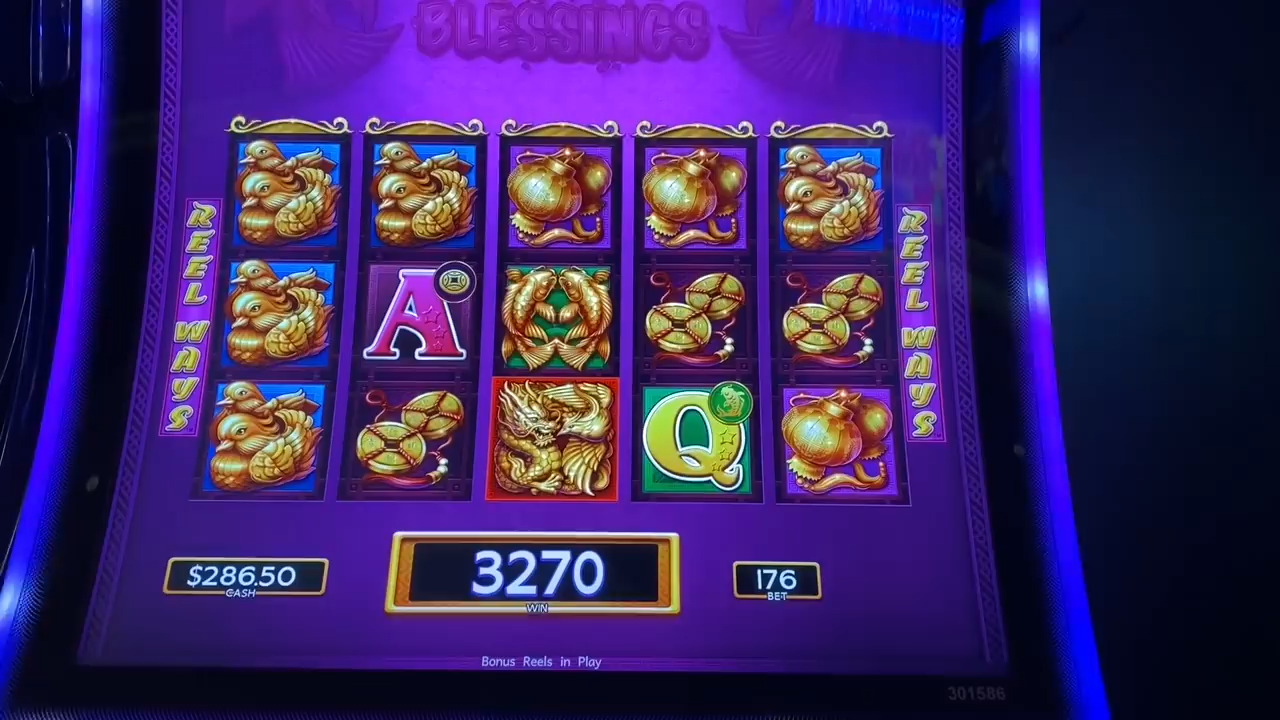 BLESSINGS
REEL WAYS
REEL WAYS
A
Q
$286.50
CASH
3270
WIN
176
BET
Bonus Reels in Play
301586